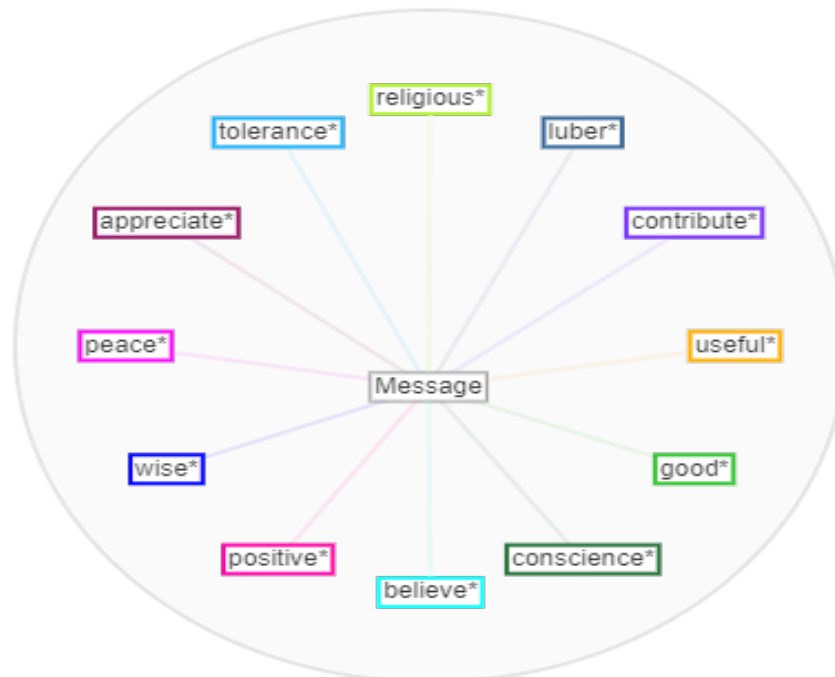 religious*
tolerance*
luber*
appreciate*
contribute*
peace*
useful*
Message
wise*
good*
positive*
conscience*
believe*